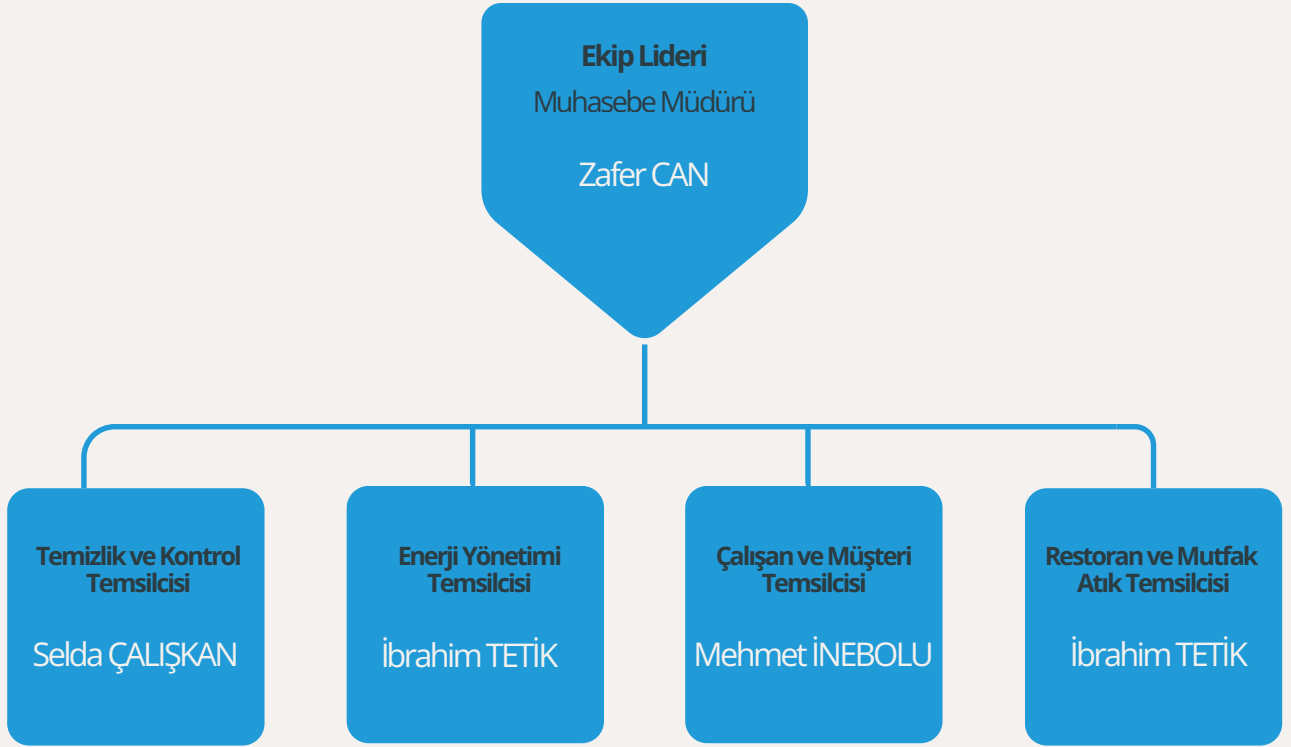 Ekip Lideri
Muhasebe Müdürü
Zafer CAN
Temizlik ve Kontrol
Temsilcisi
Selda ÇALIŞKAN
Enerji Yönetimi
Temsilcisi
İbrahim TETİK
Çalışan ve Müşteri
Temsilcisi
Mehmet İNEBOLU
Restoran ve Mutfak
Atık Temsilcisi
İbrahim TETİK